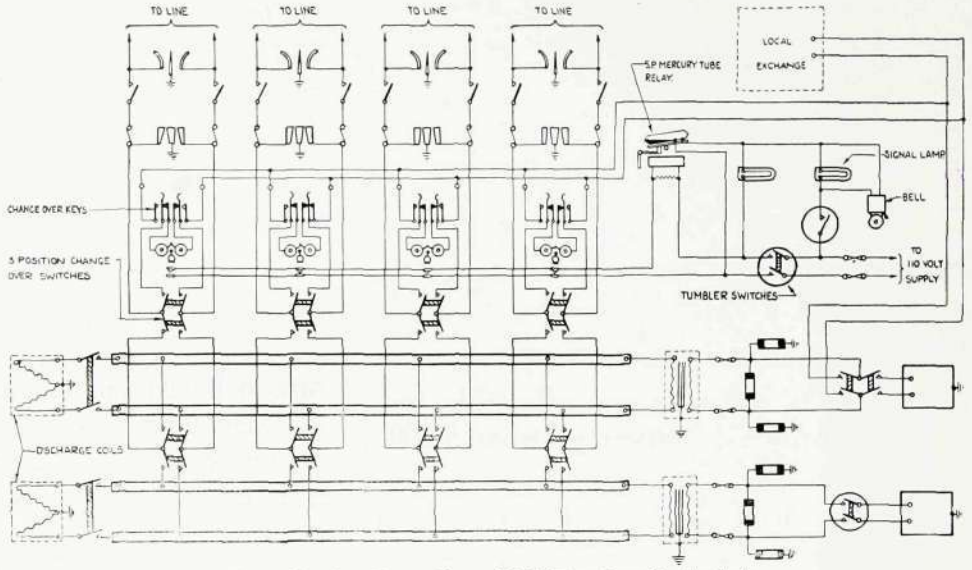 TO LINE
TO LINE
TO LINE
TO LINE
LOCAL
EXCHANGE
S.P MERCURY TUBE
RELAY.
SIGNAL LAMP
BELL
CHANGE OVER KEYS
3 POSITION CHANGE
OVER SWITCHES
TO
110 VOLT
SUPPLY
TUMBLER SWITCHES
DISCHARGE COILS